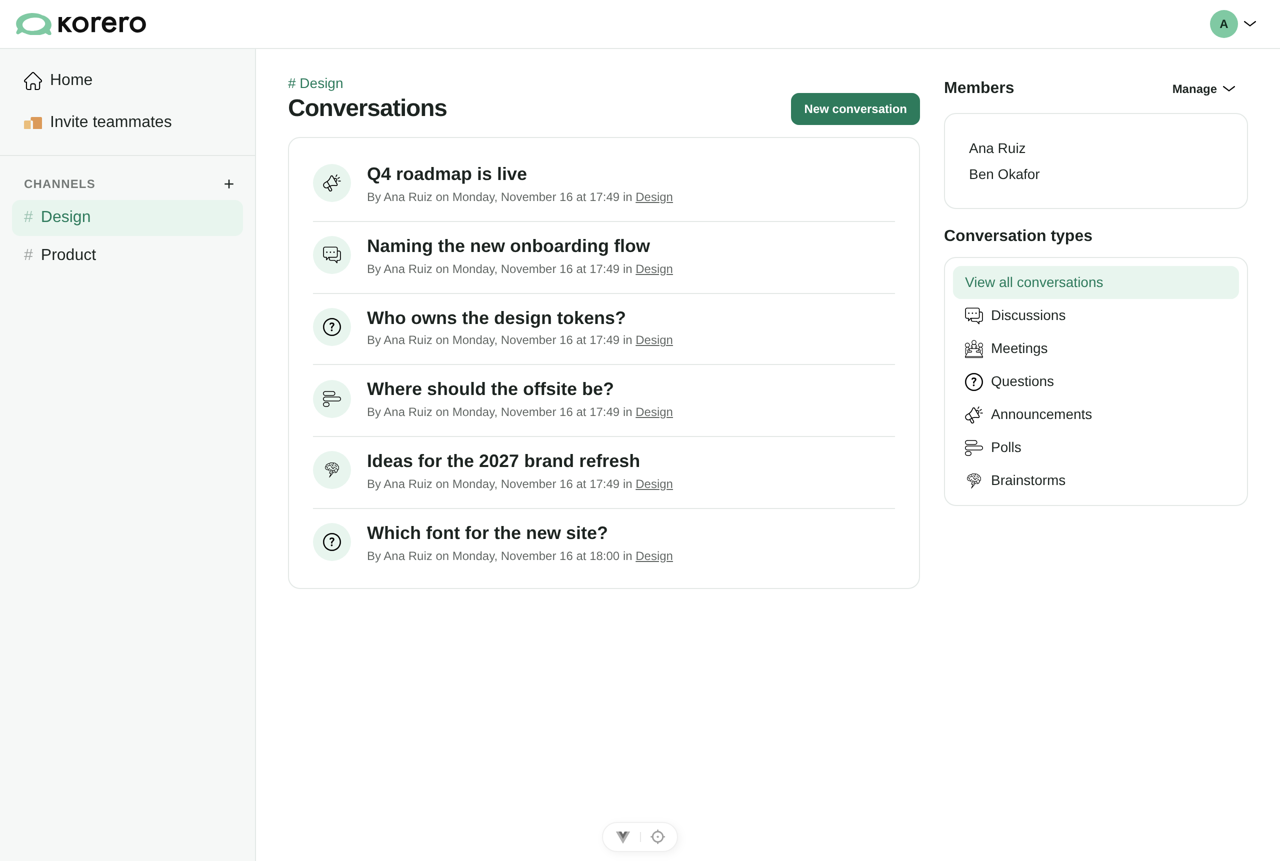 korero
A
Home
Invite teammates
CHANNELS +
# Design
# Product
# Design
Conversations
New conversation
Q4 roadmap is live
By Ana Ruiz on Monday, November 16 at 17:49 in Design
Naming the new onboarding flow
By Ana Ruiz on Monday, November 16 at 17:49 in Design
Who owns the design tokens?
By Ana Ruiz on Monday, November 16 at 17:49 in Design
Where should the offsite be?
By Ana Ruiz on Monday, November 16 at 17:49 in Design
Ideas for the 2027 brand refresh
By Ana Ruiz on Monday, November 16 at 17:49 in Design
Which font for the new site?
By Ana Ruiz on Monday, November 16 at 18:00 in Design
Members
Manage
Ana Ruiz
Ben Okafor
Conversation types
View all conversations
Discussions
Meetings
Questions
Announcements
Polls
Brainstorms